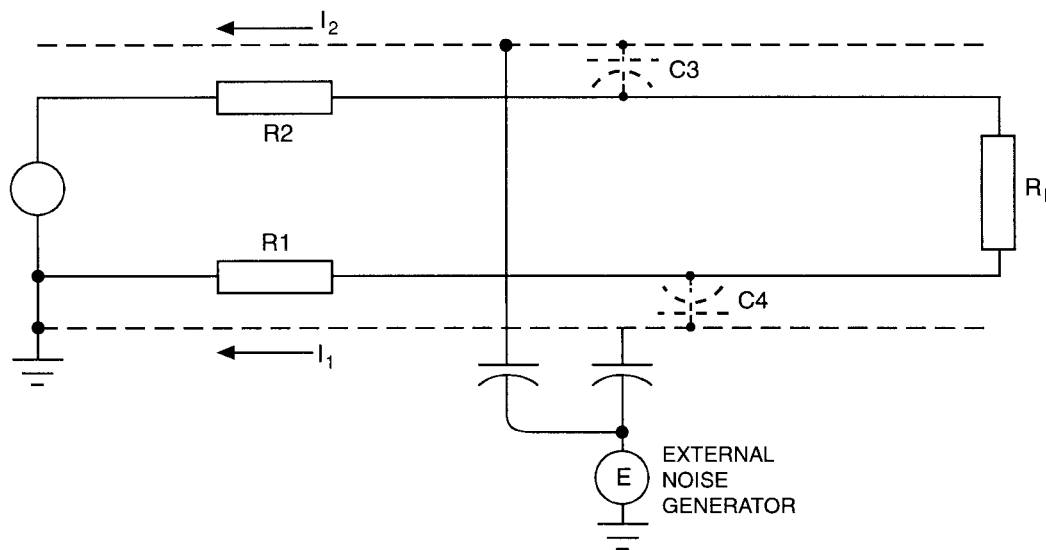 I2
C3
R2
R1
C4
I1
E
EXTERNAL
NOISE
GENERATOR